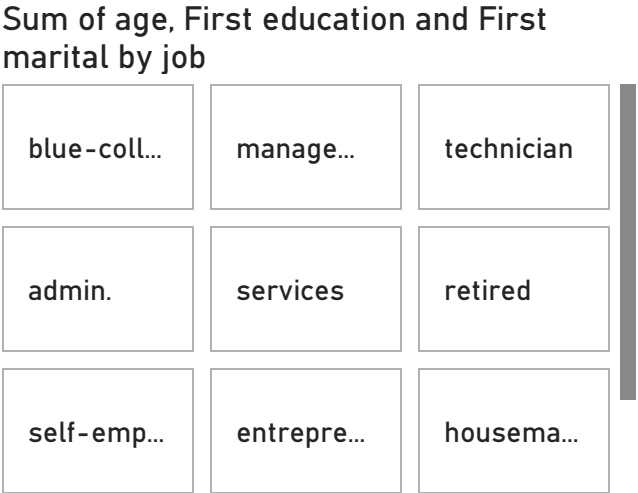 Sum of age, First education and First
marital by job
blue-coll...
manage...
technician
admin.
services
retired
self-emp...
entrepre...
housema...